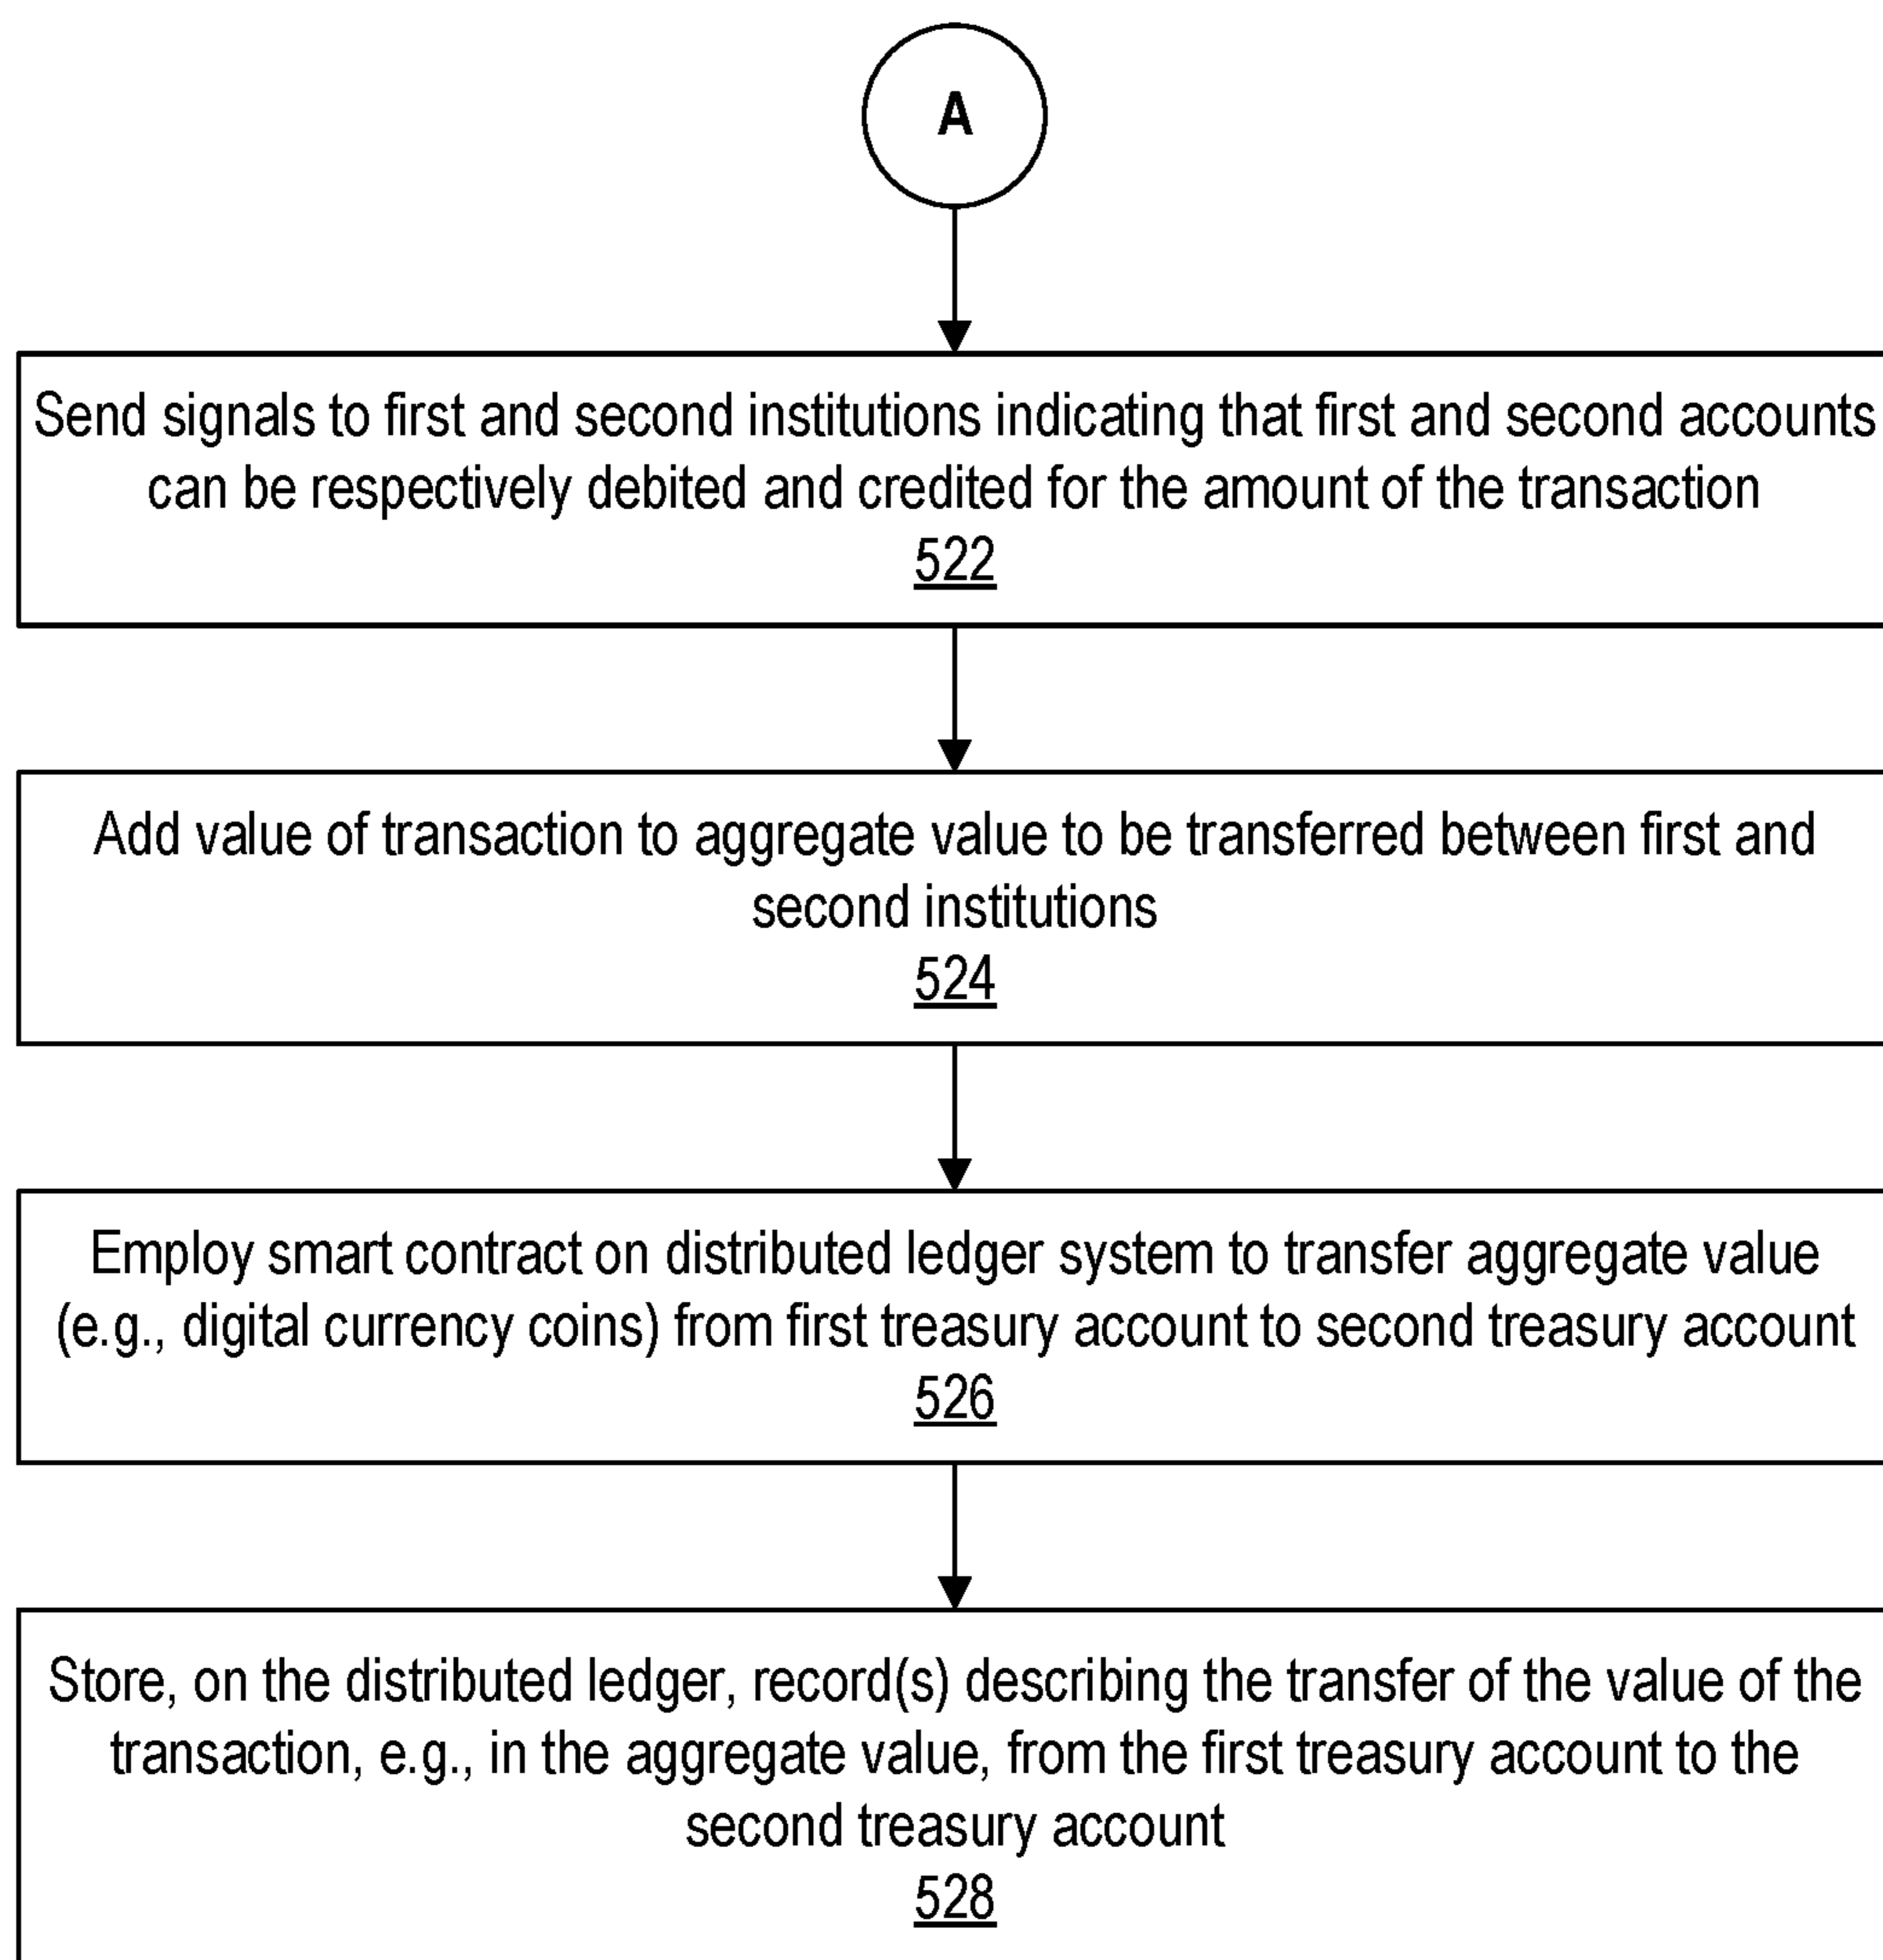 A
Send signals to first and second institutions indicating that first and second accounts
can be respectively debited and credited for the amount of the transaction
522
Add value of transaction to aggregate value to be transferred between first and
second institutions
524
Employ smart contract on distributed ledger system to transfer aggregate value
(e.g., digital currency coins) from first treasury account to second treasury account
526
Store, on the distributed ledger, record(s) describing the transfer of the value of the
transaction, e.g., in the aggregate value, from the first treasury account to the
second treasury account
528